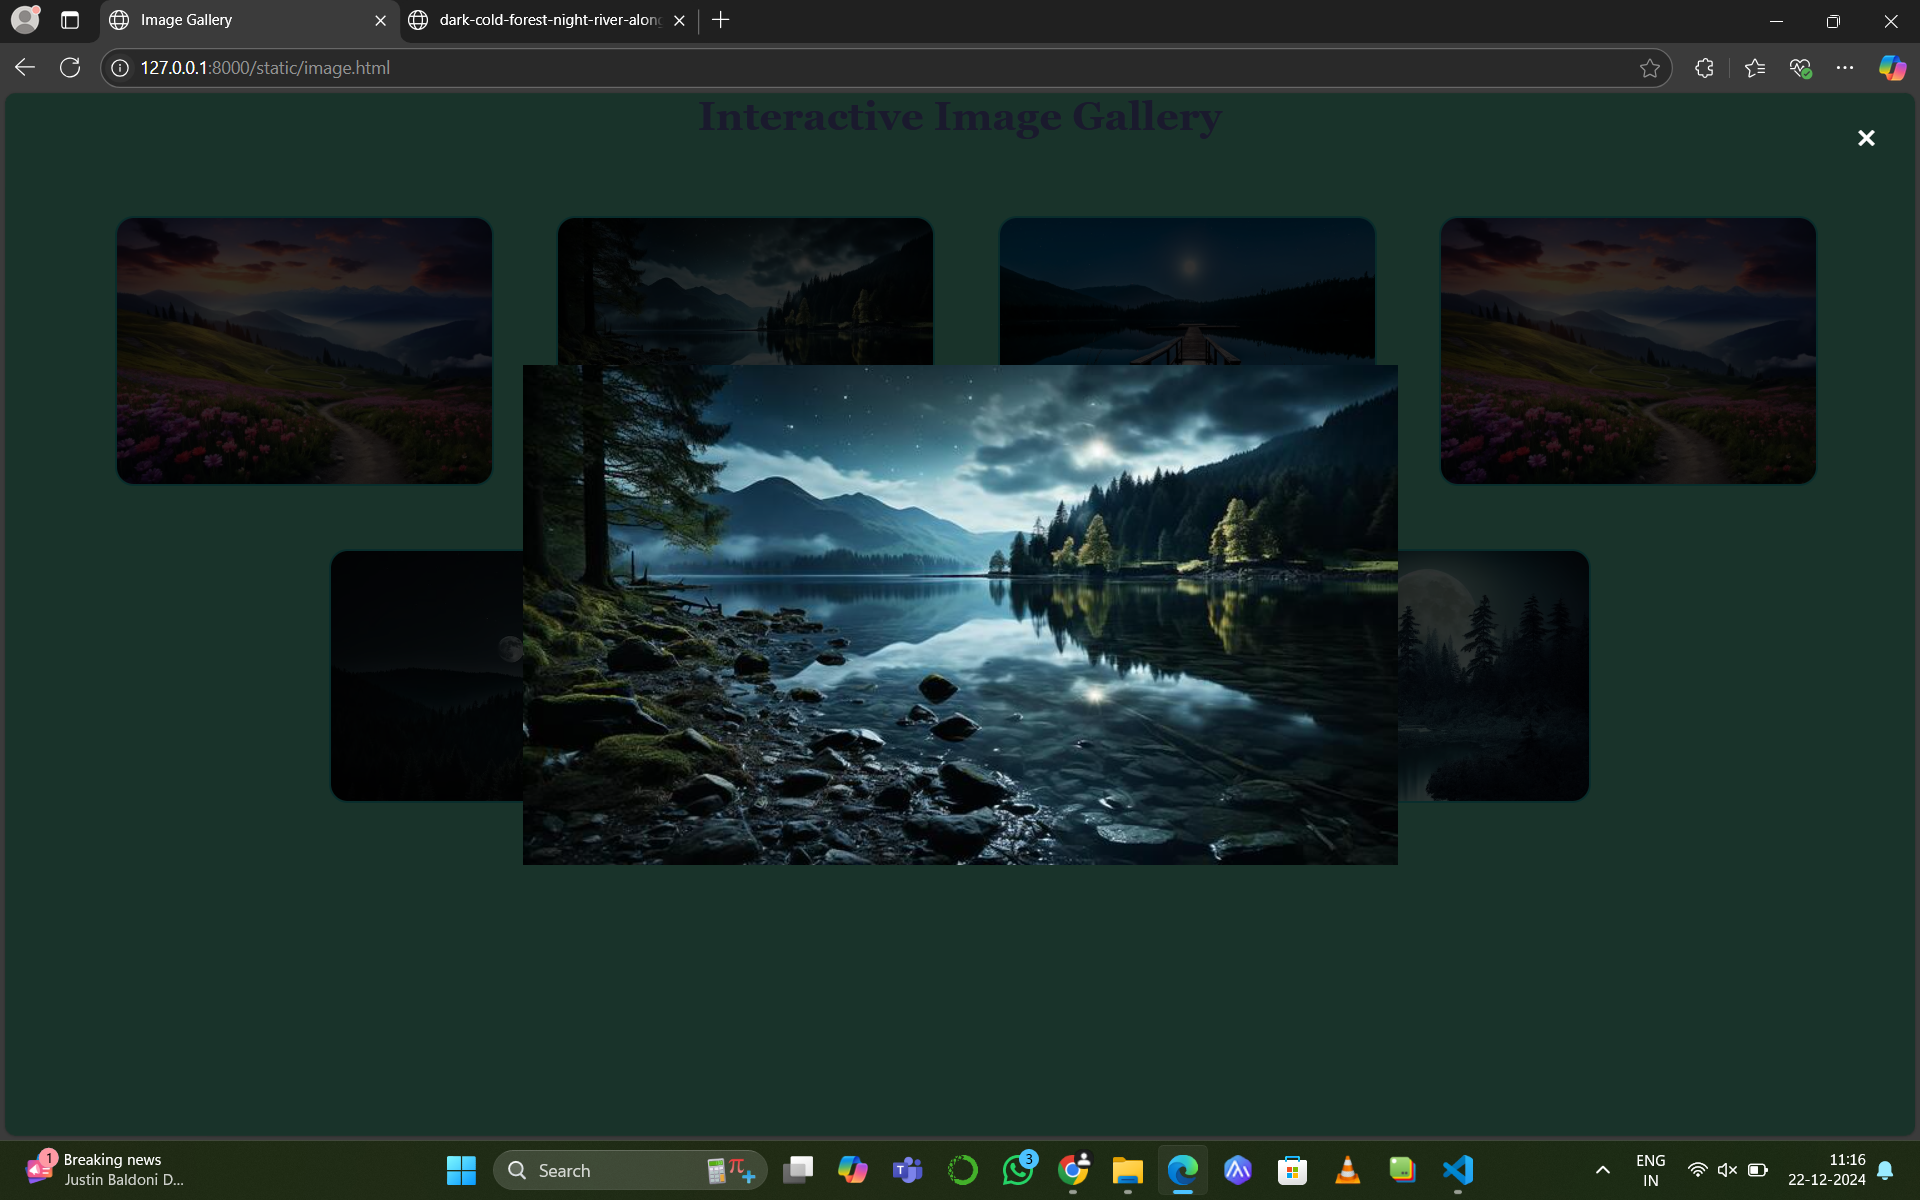 Image Gallery
dark-cold-forest-night-river-along
127.0.0.1:8000/static/image.html
Interactive Image Gallery
1
Breaking news
Justin Baldoni D...
Search
3
ENG
IN
11:16
22-12-2024